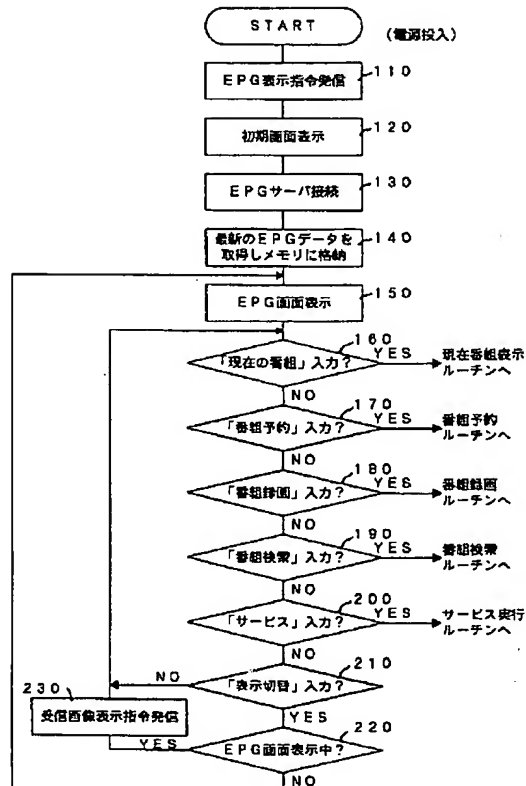 START
(電源投入)
EPG表示指令発信
110
初期画面表示
120
EPGサーバ接続
130
最新のEPGデータを
取得しメモリに格納
140
EPG画面表示
150
「現在の番組」入力?
160
YES
現在番組表示
ルーチンへ
NO
「番組予約」入力?
170
YES
番組予約
ルーチンへ
NO
「番組録画」入力?
180
YES
番組録画
ルーチンへ
NO
「番組検索」入力?
190
YES
番組検索
ルーチンへ
NO
「サービス」入力?
200
YES
サービス実行
ルーチンへ
NO
「表示切替」入力?
210
NO
YES
230
受信画像表示指令発信
EPG画面表示中?
220
YES
NO